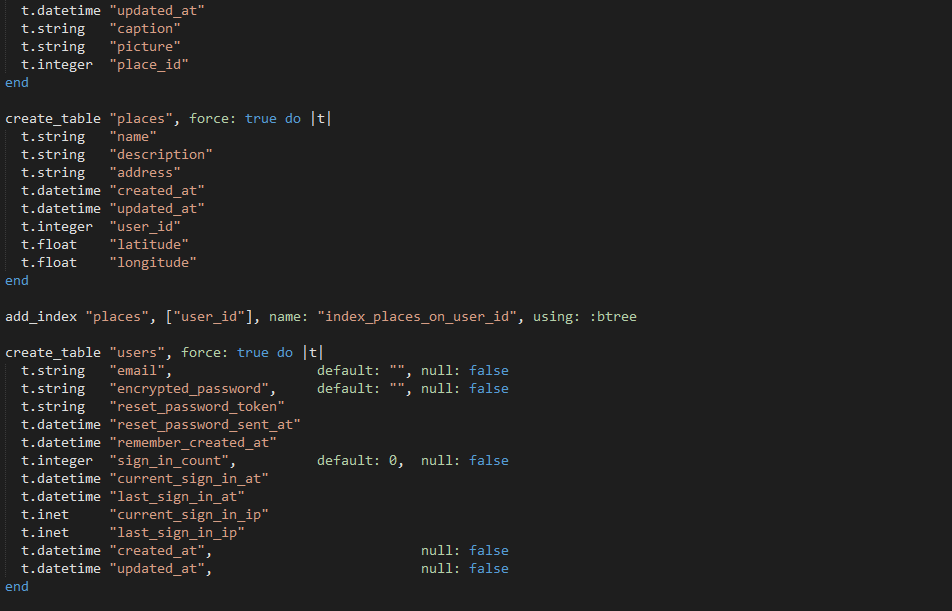 t.datetime "updated_at"
  t.string   "caption"
  t.string   "picture"
  t.integer  "place_id"
end

create_table "places", force: true do |t|
  t.string   "name"
  t.string   "description"
  t.string   "address"
  t.datetime "created_at"
  t.datetime "updated_at"
  t.integer  "user_id"
  t.float    "latitude"
  t.float    "longitude"
end

add_index "places", ["user_id"], name: "index_places_on_user_id", using: :btree

create_table "users", force: true do |t|
  t.string   "email",                  default: "", null: false
  t.string   "encrypted_password",     default: "", null: false
  t.string   "reset_password_token"
  t.datetime "reset_password_sent_at"
  t.datetime "remember_created_at"
  t.integer  "sign_in_count",          default: 0,  null: false
  t.datetime "current_sign_in_at"
  t.datetime "last_sign_in_at"
  t.inet     "current_sign_in_ip"
  t.inet     "last_sign_in_ip"
  t.datetime "created_at",                          null: false
  t.datetime "updated_at",                          null: false
end